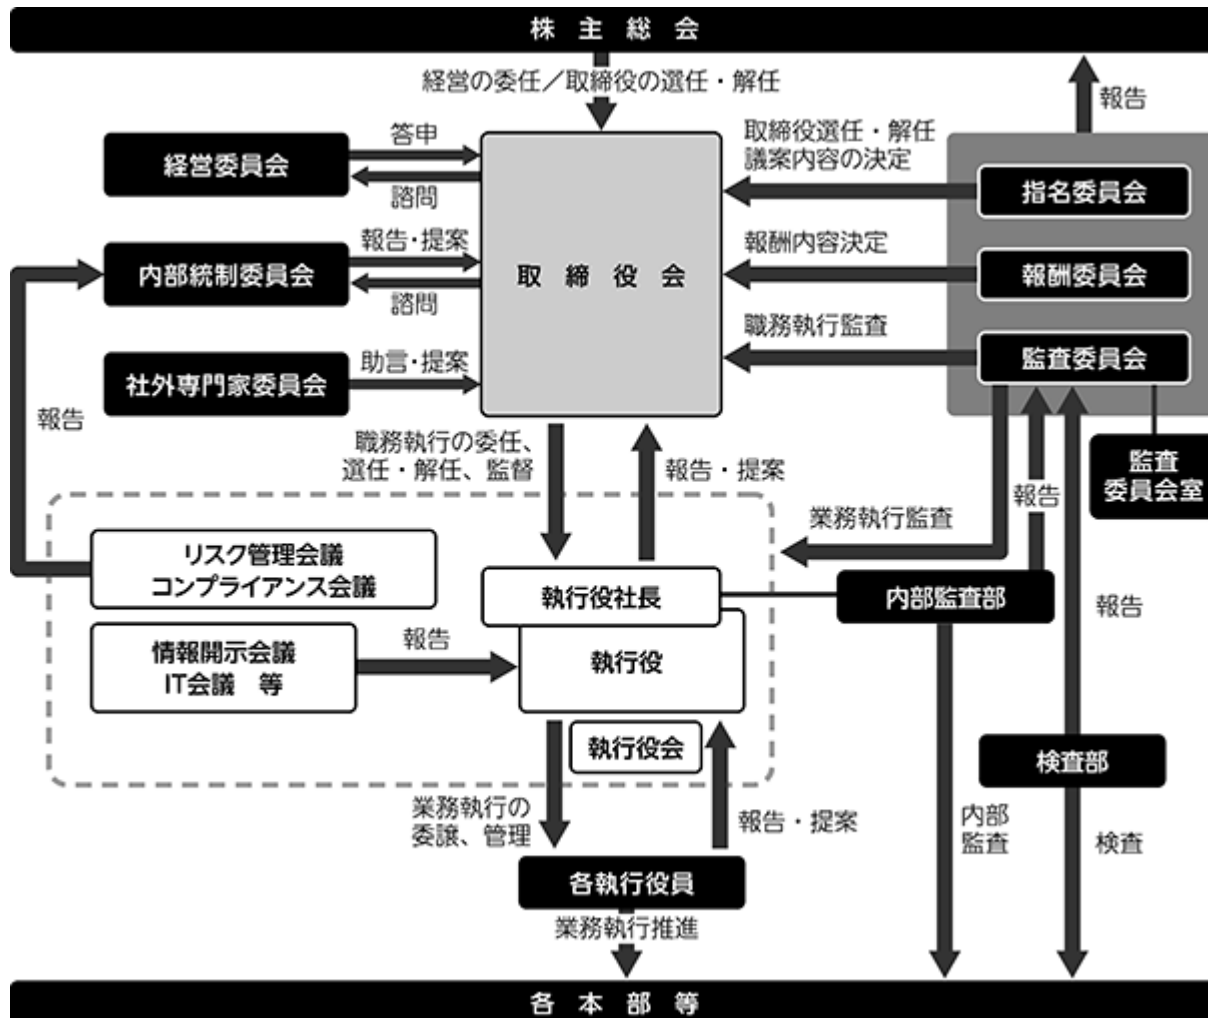 株主総会
経営の委任／取締役の選任・解任
報告
経営委員会
答申
諮問
内部統制委員会
報告・提案
諮問
社外専門家委員会
助言・提案
取締役会
取締役選任・解任
議案内容の決定
指名委員会
報酬内容決定
報酬委員会
職務執行監査
監査委員会
監査
委員会室
報告
職務執行の委任、
選任・解任、監督
報告・提案
業務執行監査
報告
リスク管理会議
コンプライアンス会議
執行役社長
内部監査部
報告
情報開示会議
IT会議　等
報告
執行役
執行役会
検査部
業務執行の
委譲、管理
報告・提案
内部
監査
検査
各執行役員
業務執行推進
各本部等